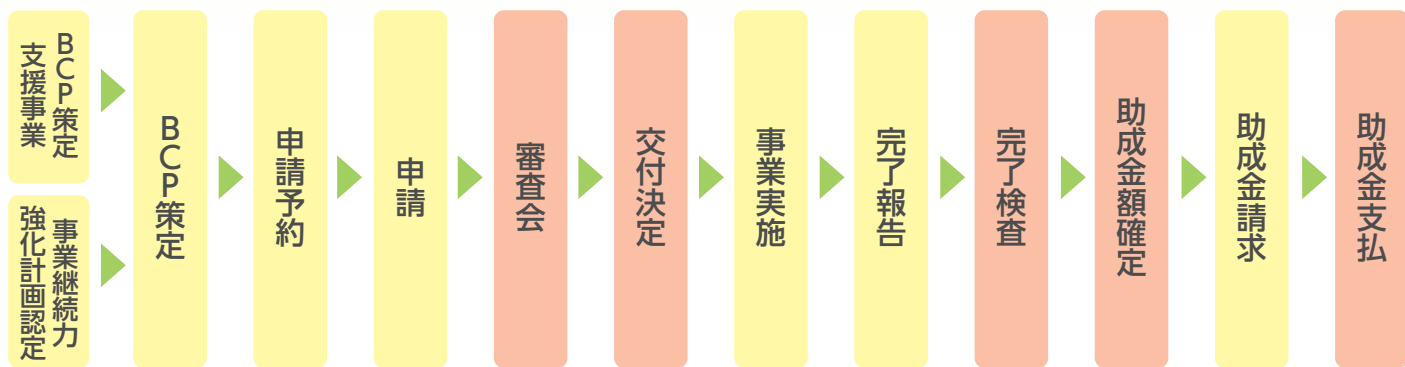 BCP策定
支援事業
事業継続力
強化計画認定
BCP策定
申請予約
申請
審査会
交付決定
事業実施
完了報告
完了検査
助成金額確定
助成金請求
助成金支払